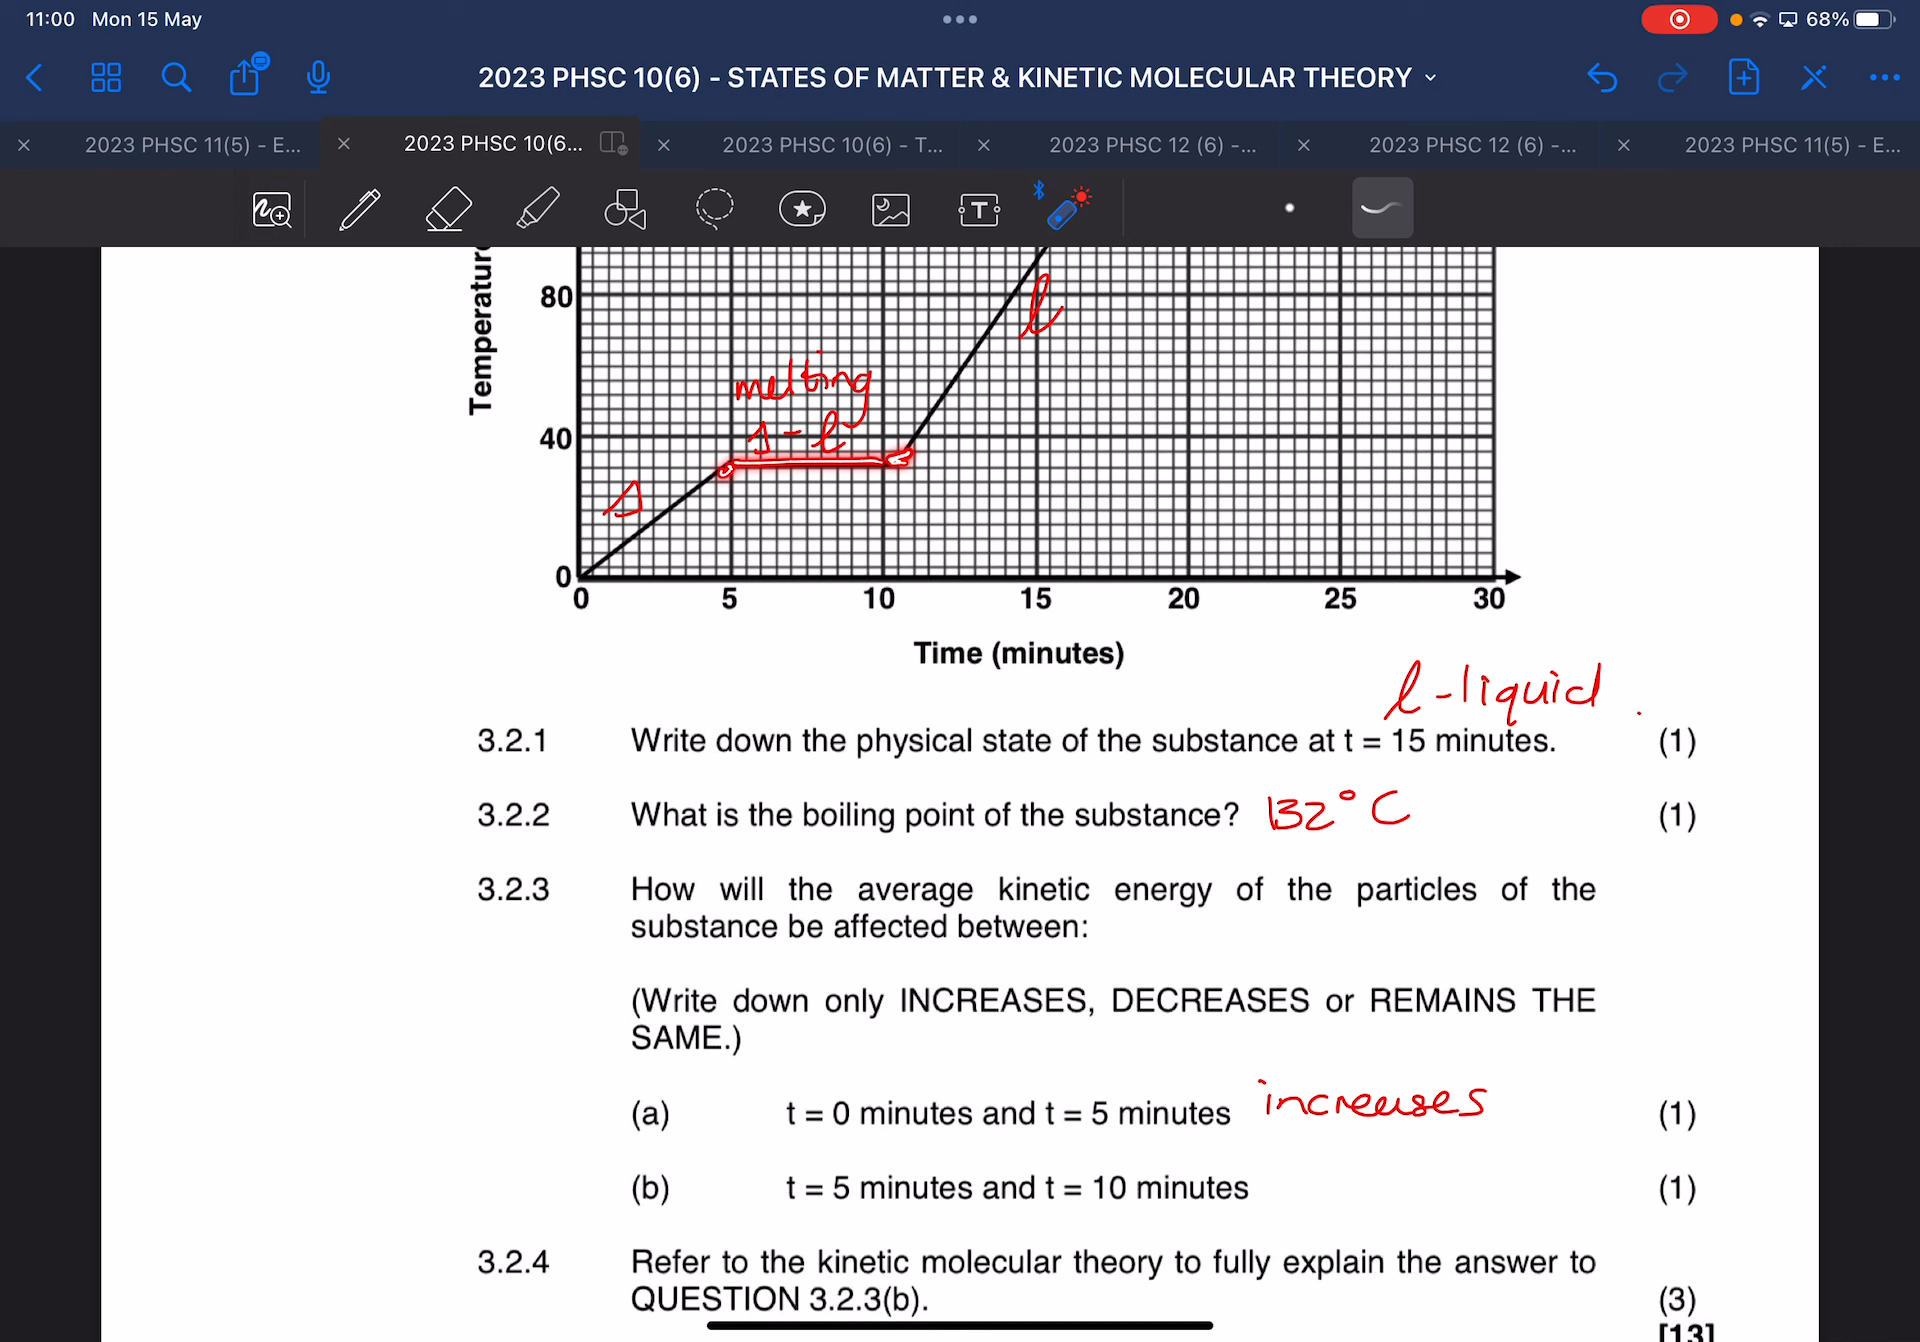 11:00 Mon 15 May
68%
2023 PHSC 10(6) - STATES OF MATTER & KINETIC MOLECULAR THEORY
2023 PHSC 11(5) - E...
2023 PHSC 10(6...
2023 PHSC 10(6) - T...
2023 PHSC 12 (6) -...
2023 PHSC 12 (6) -...
2023 PHSC 11(5) - E...
T
Temperatur
80
l
melting
s - l
40
s
0
0 5 10 15 20 25 30
Time (minutes)
l - liquid
3.2.1 Write down the physical state of the substance at t = 15 minutes. (1)
3.2.2 What is the boiling point of the substance? 132°C (1)
3.2.3 How will the average kinetic energy of the particles of the
substance be affected between:
(Write down only INCREASES, DECREASES or REMAINS THE
SAME.)
(a) t = 0 minutes and t = 5 minutes increases (1)
(b) t = 5 minutes and t = 10 minutes (1)
3.2.4 Refer to the kinetic molecular theory to fully explain the answer to
QUESTION 3.2.3(b). (3)
[13]